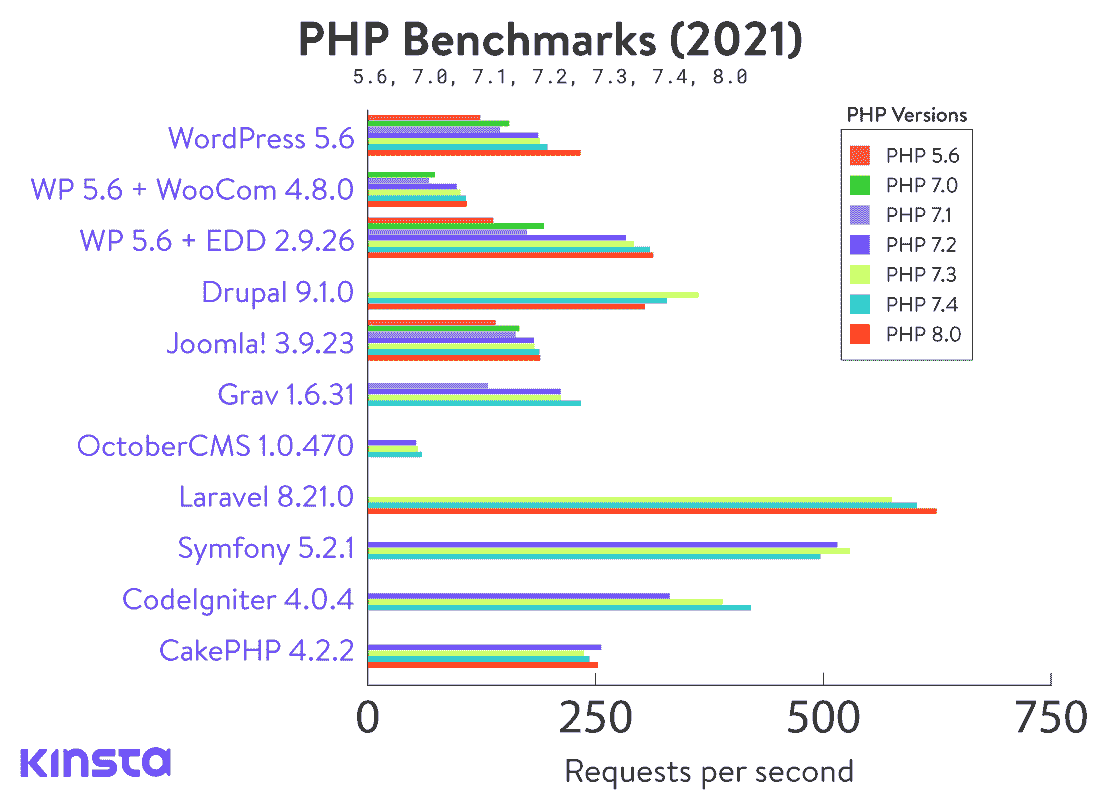 PHP Benchmarks (2021)
5.6, 7.0, 7.1, 7.2, 7.3, 7.4, 8.0
PHP Versions
PHP 5.6
PHP 7.0
PHP 7.1
PHP 7.2
PHP 7.3
PHP 7.4
PHP 8.0
WordPress 5.6
WP 5.6 + WooCom 4.8.0
WP 5.6 + EDD 2.9.26
Drupal 9.1.0
Joomla! 3.9.23
Grav 1.6.31
OctoberCMS 1.0.470
Laravel 8.21.0
Symfony 5.2.1
CodeIgniter 4.0.4
CakePHP 4.2.2
0 250 500 750
Requests per second
KINSTA